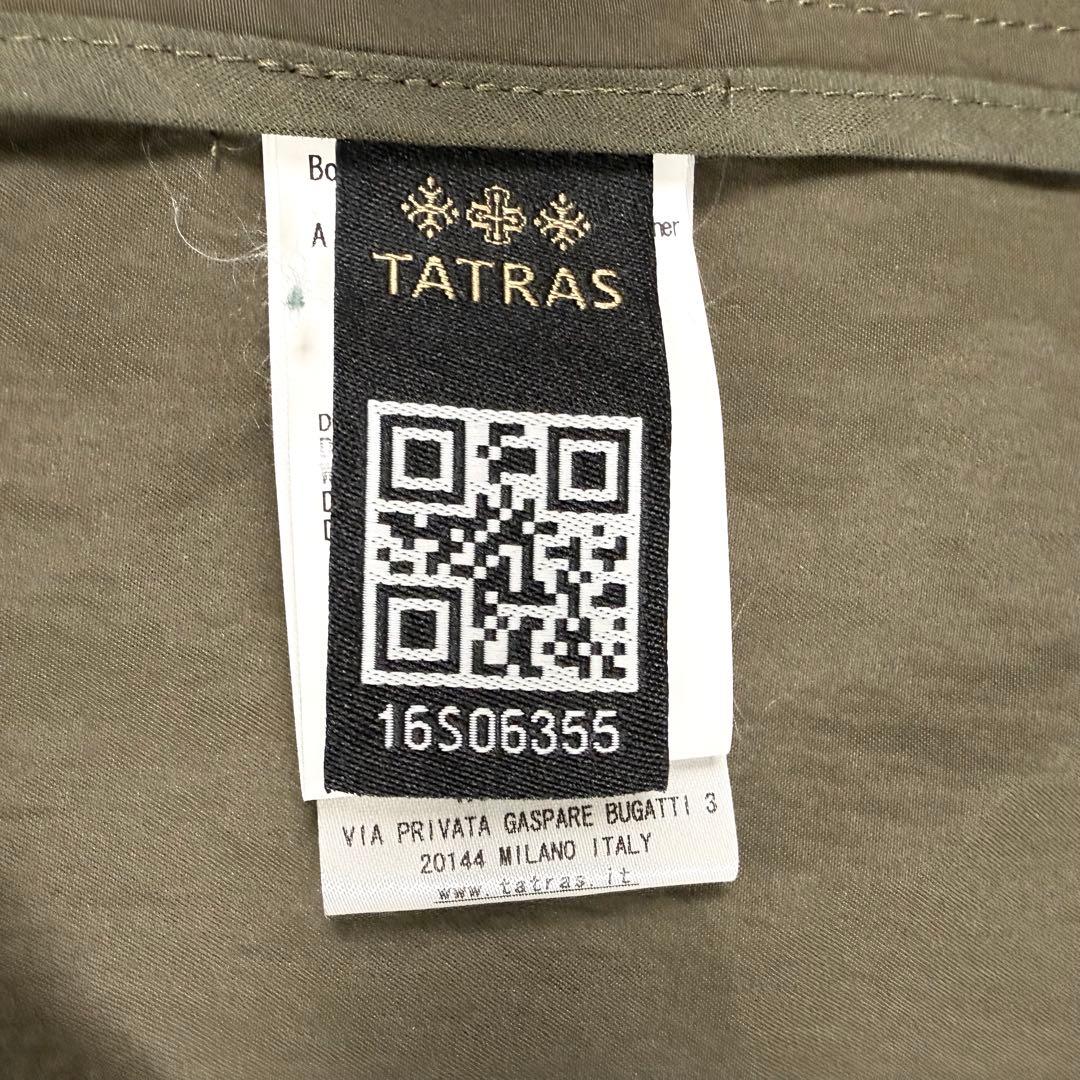 TATRAS
16S06355
VIA PRIVATA GASPARE BUGATTI 3
20144 MILANO ITALY
www.tatras.it